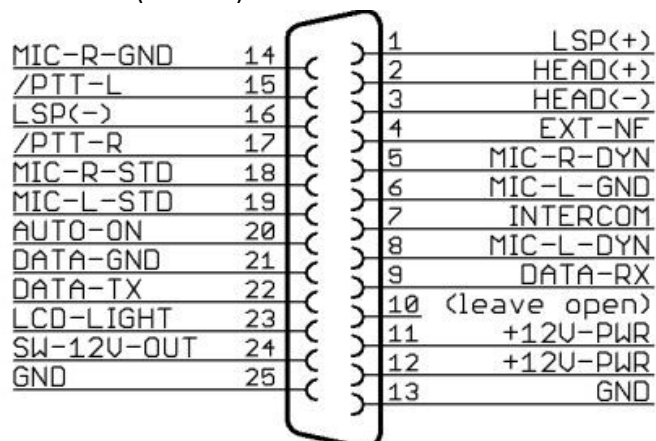 MIC-R-GND 14
/PTT-L 15
LSP(-) 16
/PTT-R 17
MIC-R-STD 18
MIC-L-STD 19
AUTO-ON 20
DATA-GND 21
DATA-TX 22
LCD-LIGHT 23
SW-12V-OUT 24
GND 25
1 LSP(+)
2 HEAD(+)
3 HEAD(-)
4 EXT-NF
5 MIC-R-DYN
6 MIC-L-GND
7 INTERCOM
8 MIC-L-DYN
9 DATA-RX
10 (leave open)
11 +12V-PWR
12 +12V-PWR
13 GND